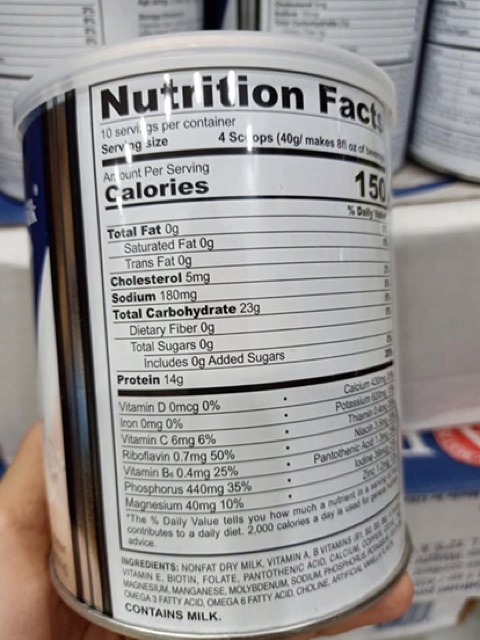 Nutrition Facts
10 servings per container
Serving size 4 Scoops (40g/ makes 8fl oz of
Amount Per Serving
Calories 150
% Daily
Total Fat 0g
Saturated Fat 0g
Trans Fat 0g
Cholesterol 5mg
Sodium 180mg
Total Carbohydrate 23g
Dietary Fiber 0g
Total Sugars 0g
Includes 0g Added Sugars
Protein 14g
Vitamin D 0mcg 0% • Calcium
Iron 0mg 0% • Potassium
Vitamin C 6mg 6% • Thiamin
Riboflavin 0.7mg 50% • Niacin
Vitamin B6 0.4mg 25% • Pantothenic Acid
Phosphorus 440mg 35% • Iodine
Magnesium 40mg 10% • Zinc
*The % Daily Value tells you how much a nutrient in a
contributes to a daily diet. 2,000 calories a day is used for
advice.
INGREDIENTS: NONFAT DRY MILK, VITAMIN A, B VITAMINS
VITAMIN E, BIOTIN, FOLATE, PANTOTHENIC ACID, CALCIUM,
MAGNESIUM, MANGANESE, MOLYBDENUM, SODIUM, PHOSPHORUS,
OMEGA 3 FATTY ACID, OMEGA 6 FATTY ACID, CHOLINE, ARTIFICIAL
CONTAINS MILK.